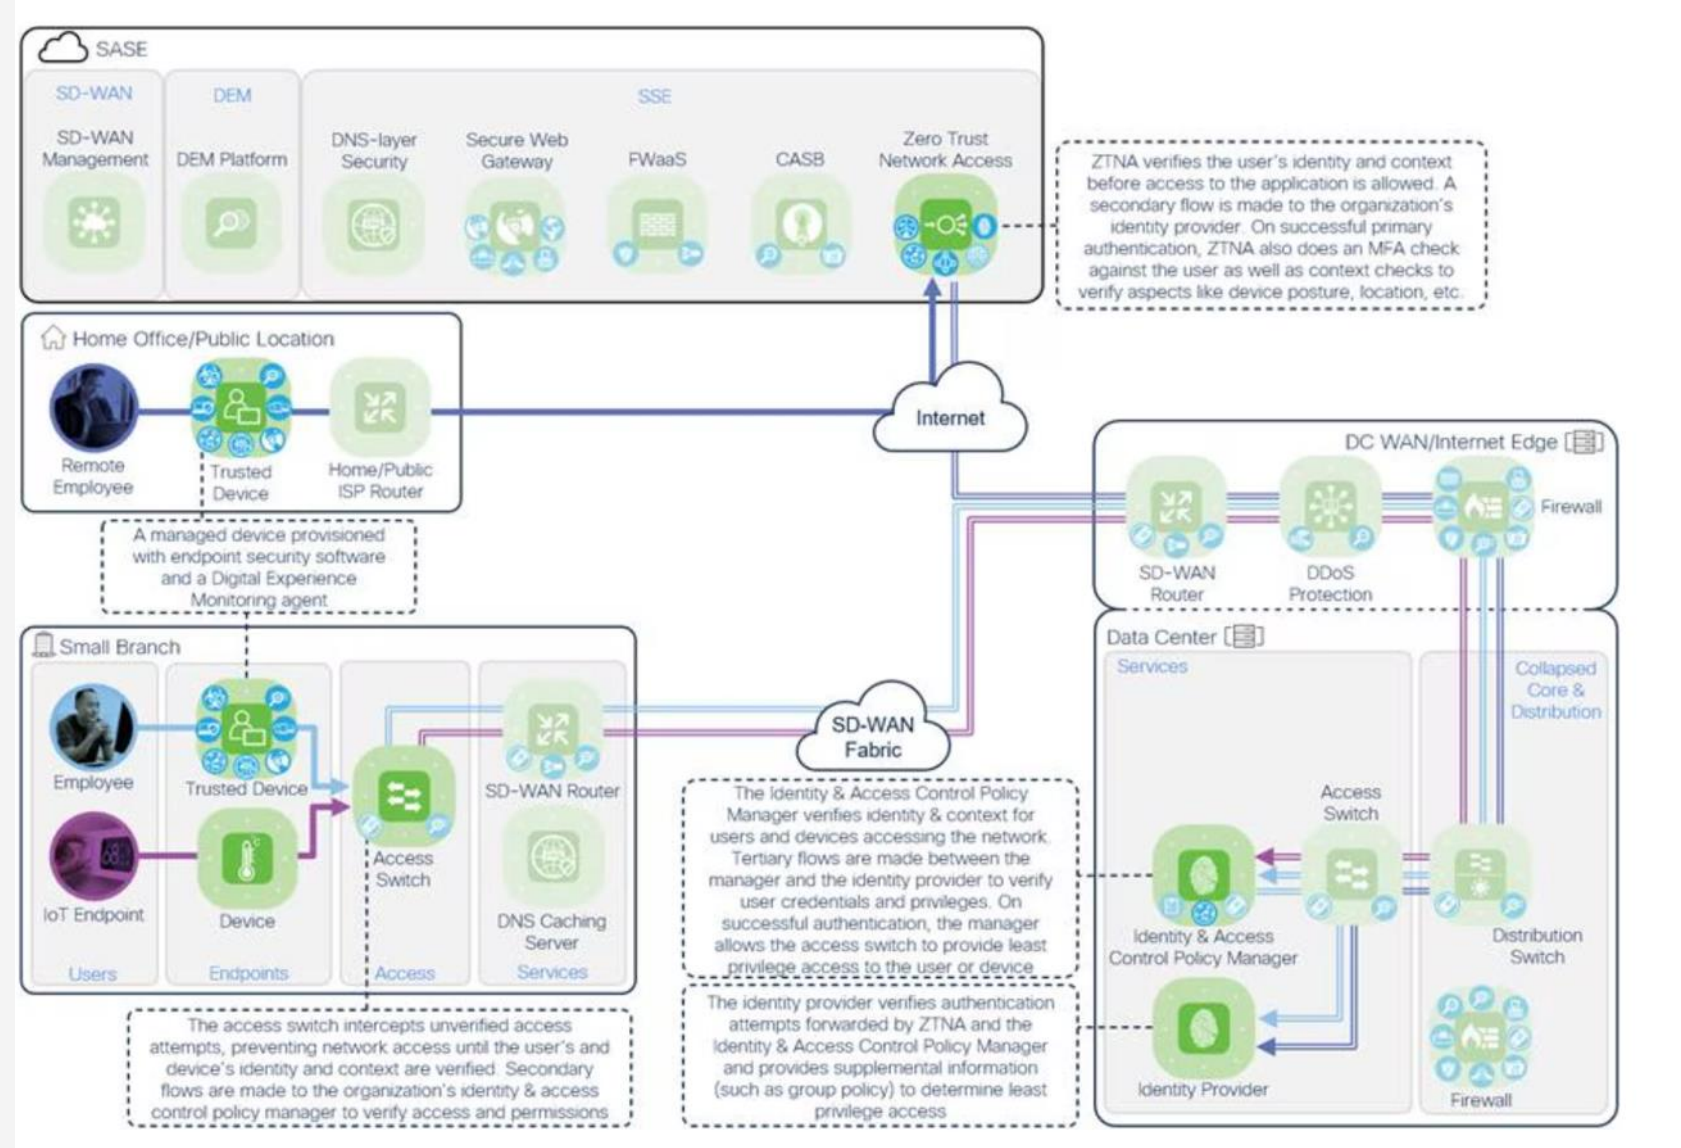 SASE
SD-WAN
DEM
SSE
SD-WAN
Management
DEM Platform
DNS-layer
Security
Secure Web
Gateway
FWaaS
CASB
Zero Trust
Network Access
ZTNA verifies the user's identity and context
before access to the application is allowed. A
secondary flow is made to the organization's
identity provider. On successful primary
authentication, ZTNA also does an MFA check
against the user as well as context checks to
verify aspects like device posture, location, etc.
Home Office/Public Location
Remote
Employee
Trusted
Device
Home/Public
ISP Router
Internet
A managed device provisioned
with endpoint security software
and a Digital Experience
Monitoring agent
DC WAN/Internet Edge
SD-WAN
Router
DDoS
Protection
Firewall
Small Branch
Employee
Trusted Device
IoT Endpoint
Device
Access
Switch
SD-WAN Router
DNS Caching
Server
Users
Endpoints
Access
Services
SD-WAN
Fabric
The access switch intercepts unverified access
attempts, preventing network access until the user's and
device's identity and context are verified. Secondary
flows are made to the organization's identity & access
control policy manager to verify access and permissions
The Identity & Access Control Policy
Manager verifies identity & context for
users and devices accessing the network.
Tertiary flows are made between the
manager and the identity provider to verify
user credentials and privileges. On
successful authentication, the manager
allows the access switch to provide least
privilege access to the user or device
The identity provider verifies authentication
attempts forwarded by ZTNA and the
Identity & Access Control Policy Manager
and provides supplemental information
(such as group policy) to determine least
privilege access
Data Center
Services
Collapsed
Core &
Distribution
Access
Switch
Identity & Access
Control Policy Manager
Distribution
Switch
Identity Provider
Firewall